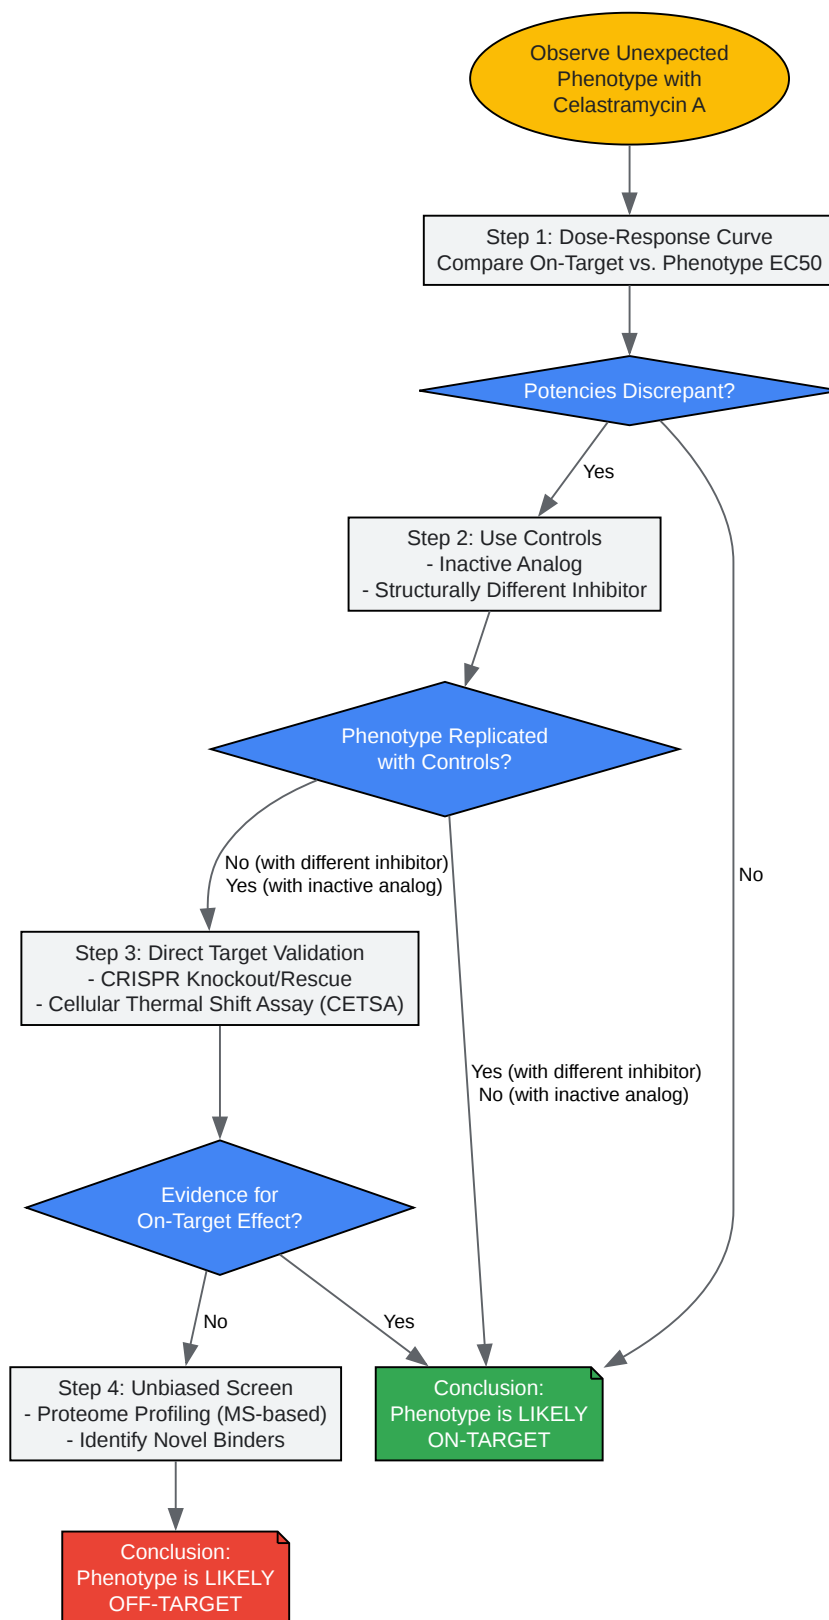 Observe Unexpected
Phenotype with
Celastramycin A
Step 1: Dose-Response Curve
Compare On-Target vs. Phenotype EC50
Potencies Discrepant?
Yes
Step 2: Use Controls
- Inactive Analog
- Structurally Different Inhibitor
Phenotype Replicated
with Controls?
No (with different inhibitor)
Yes (with inactive analog)
No
Step 3: Direct Target Validation
- CRISPR Knockout/Rescue
- Cellular Thermal Shift Assay (CETSA)
Yes (with different inhibitor)
No (with inactive analog)
Evidence for
On-Target Effect?
No
Yes
Step 4: Unbiased Screen
- Proteome Profiling (MS-based)
- Identify Novel Binders
Conclusion:
Phenotype is LIKELY
ON-TARGET
Conclusion:
Phenotype is LIKELY
OFF-TARGET